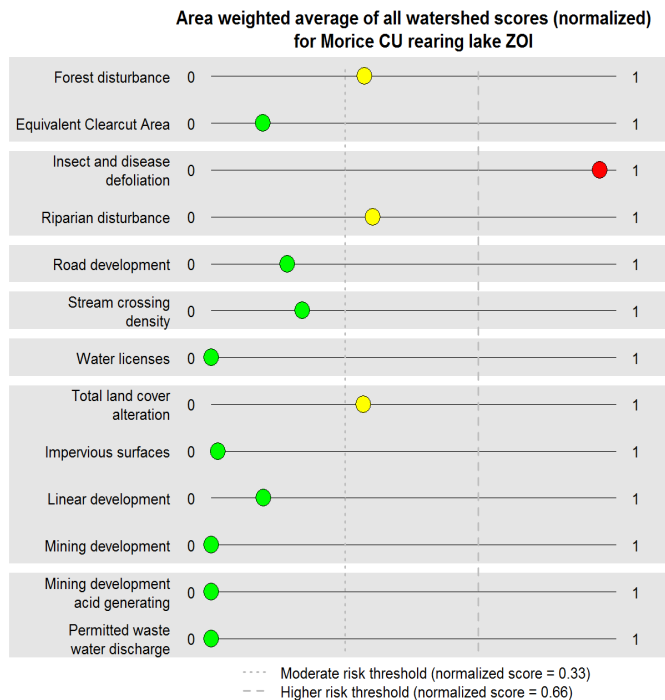 Area weighted average of all watershed scores (normalized)
for Morice CU rearing lake ZOI
Forest disturbance 0 1
Equivalent Clearcut Area 0 1
Insect and disease
defoliation 0 1
Riparian disturbance 0 1
Road development 0 1
Stream crossing
density 0 1
Water licenses 0 1
Total land cover
alteration 0 1
Impervious surfaces 0 1
Linear development 0 1
Mining development 0 1
Mining development
acid generating 0 1
Permitted waste
water discharge 0 1
Moderate risk threshold (normalized score = 0.33)
Higher risk threshold (normalized score = 0.66)